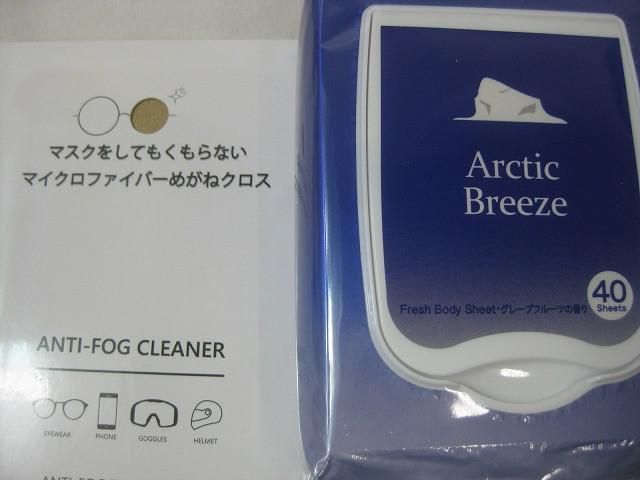 マスクをしてもくもらない
マイクロファイバーめがねクロス
ANTI-FOG CLEANER
EYEWEAR PHONE GOGGLES HELMET
Arctic
Breeze
Fresh Body Sheet・グレープフルーツの香り
40
Sheets